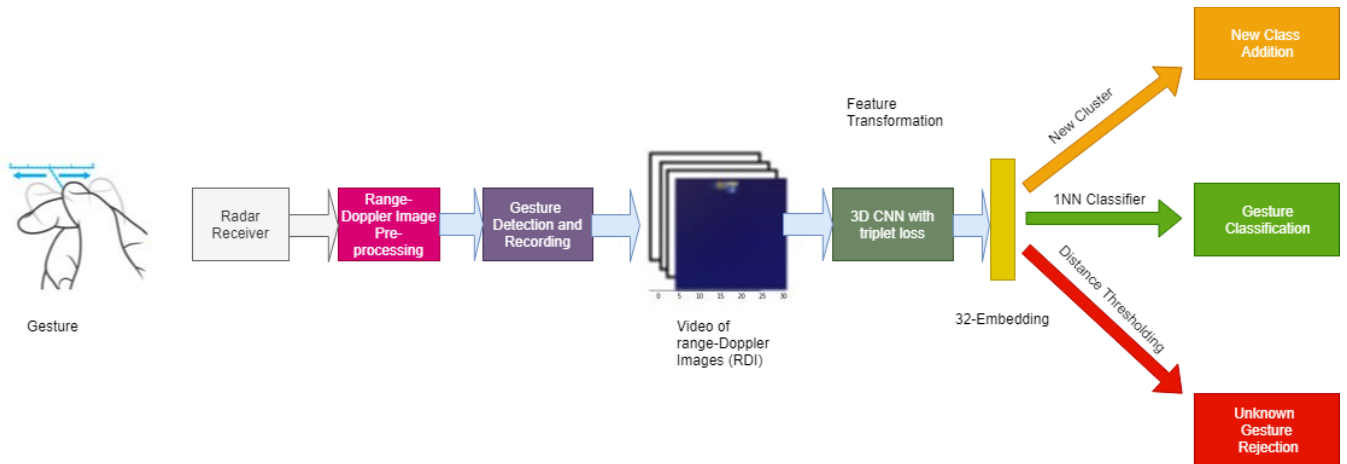 New Class
Addition
Feature
Transformation
New Cluster
1NN Classifier
Radar
Receiver
Range-
Doppler Image
Pre-
processing
Gesture
Detection and
Recording
3D CNN with
triplet loss
Gesture
Classification
Distance Thresholding
0 5 10 15 20 25 30
Gesture
Video of
range-Doppler
Images (RDI)
32-Embedding
Unknown
Gesture
Rejection